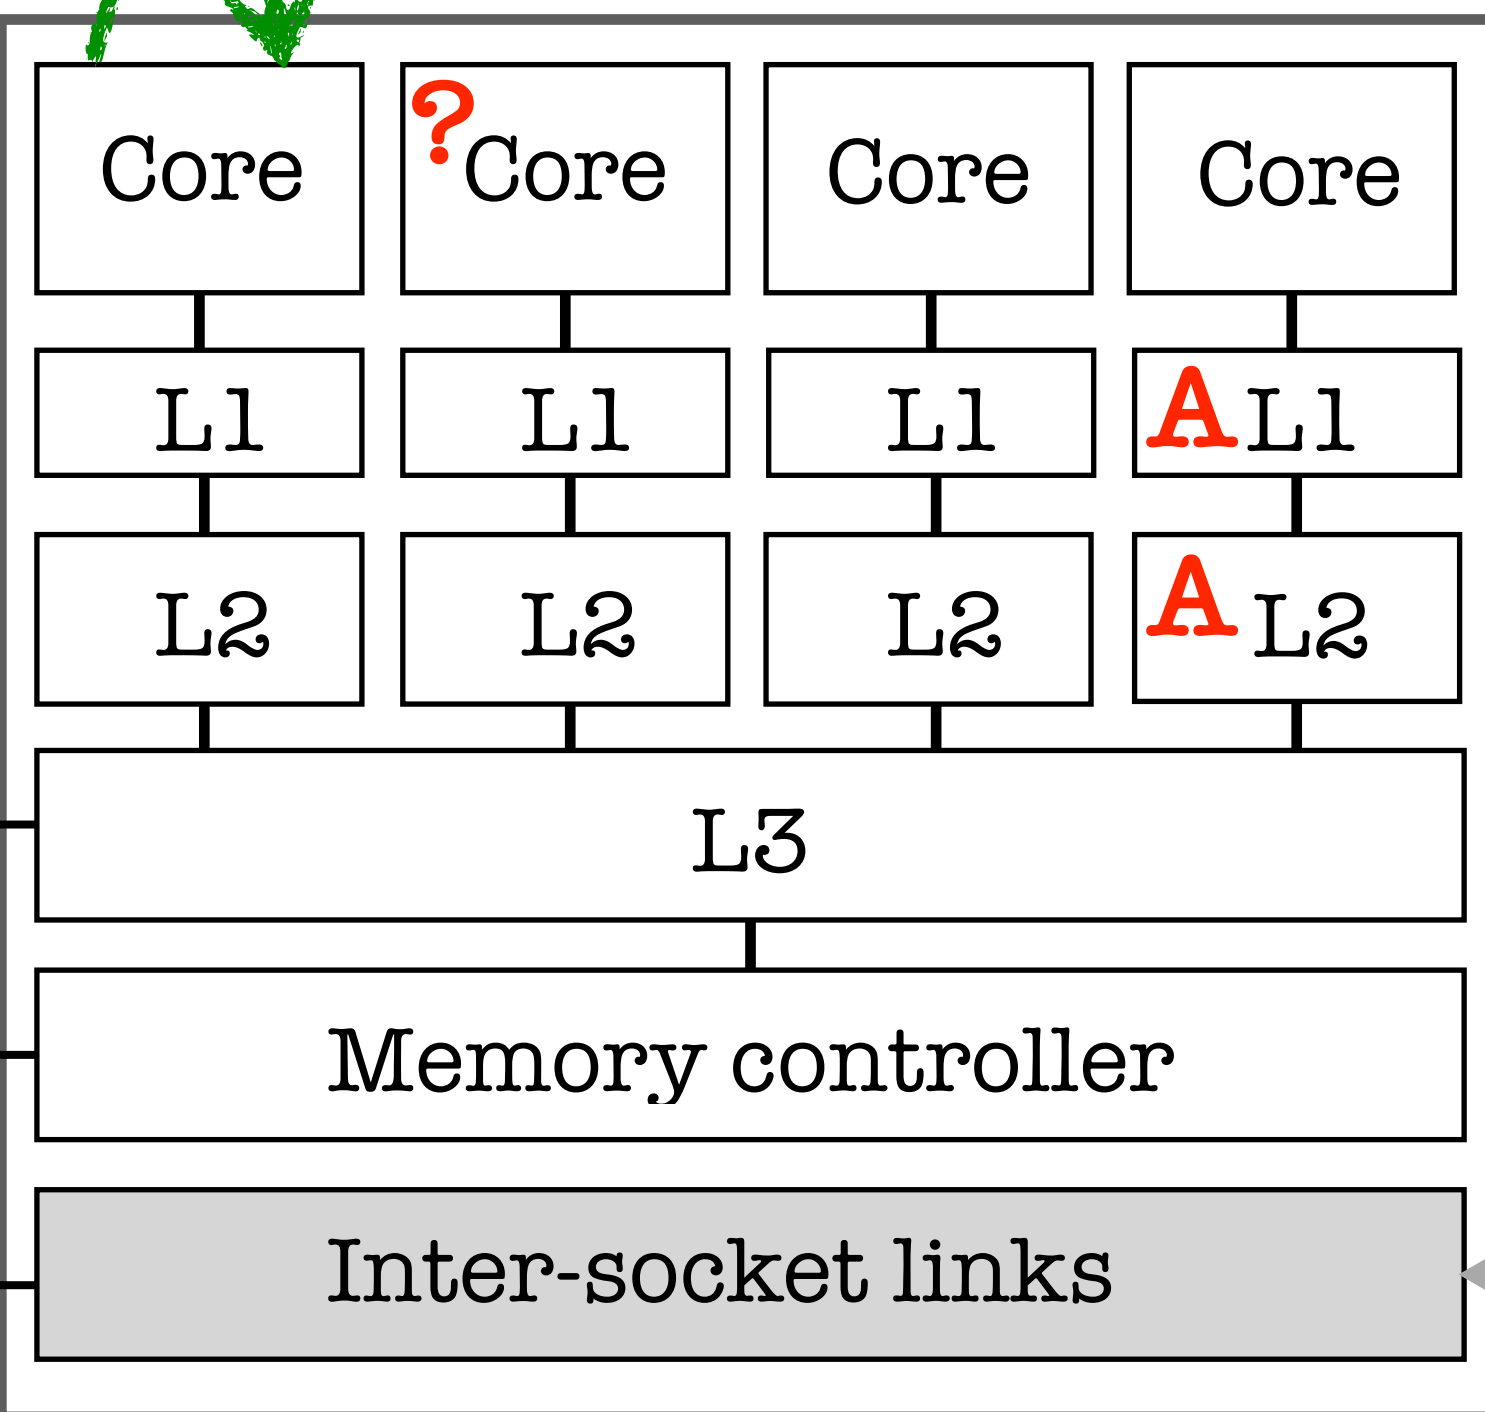 Core ? Core Core Core
L1 L1 L1 A L1
L2 L2 L2 A L2
L3
Memory controller
Inter-socket links